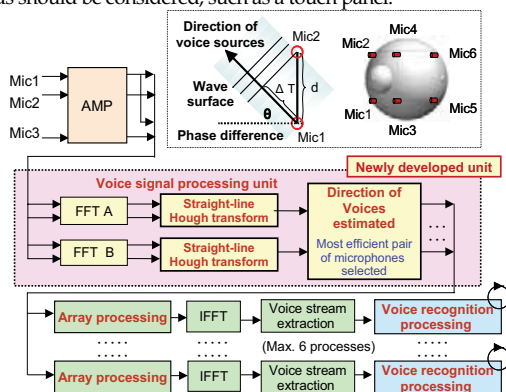 us should be considered, such as a touch panel.
Direction of
voice sources
Mic2
Wave
surface
Δ T
d
θ
Phase difference
Mic1
Mic4
Mic2
Mic6
Mic1
Mic5
Mic3
Mic1
Mic2
Mic3
AMP
Newly developed unit
Voice signal processing unit
FFT A
Straight-line
Hough transform
FFT B
Straight-line
Hough transform
Direction of
Voices
estimated
Most efficient pair
of microphones
selected
Array processing
IFFT
Voice stream
extraction
Voice recognition
processing
(Max. 6 processes)
Array processing
IFFT
Voice stream
extraction
Voice recognition
processing